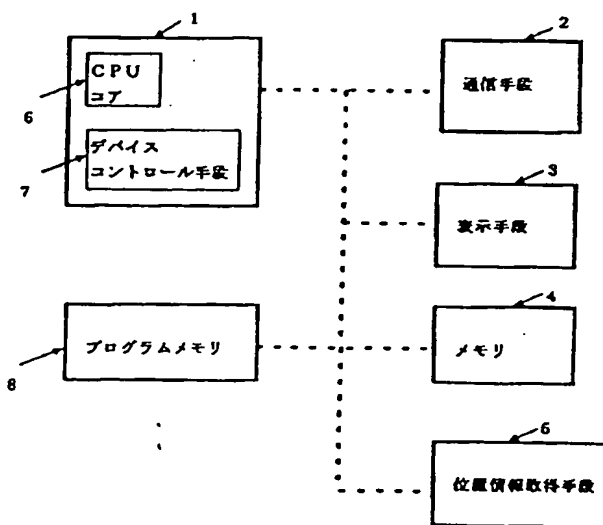 1
CPU
コア
6
デバイス
コントロール手段
7
プログラムメモリ
8
2
通信手段
3
表示手段
4
メモリ
5
位置情報取得手段